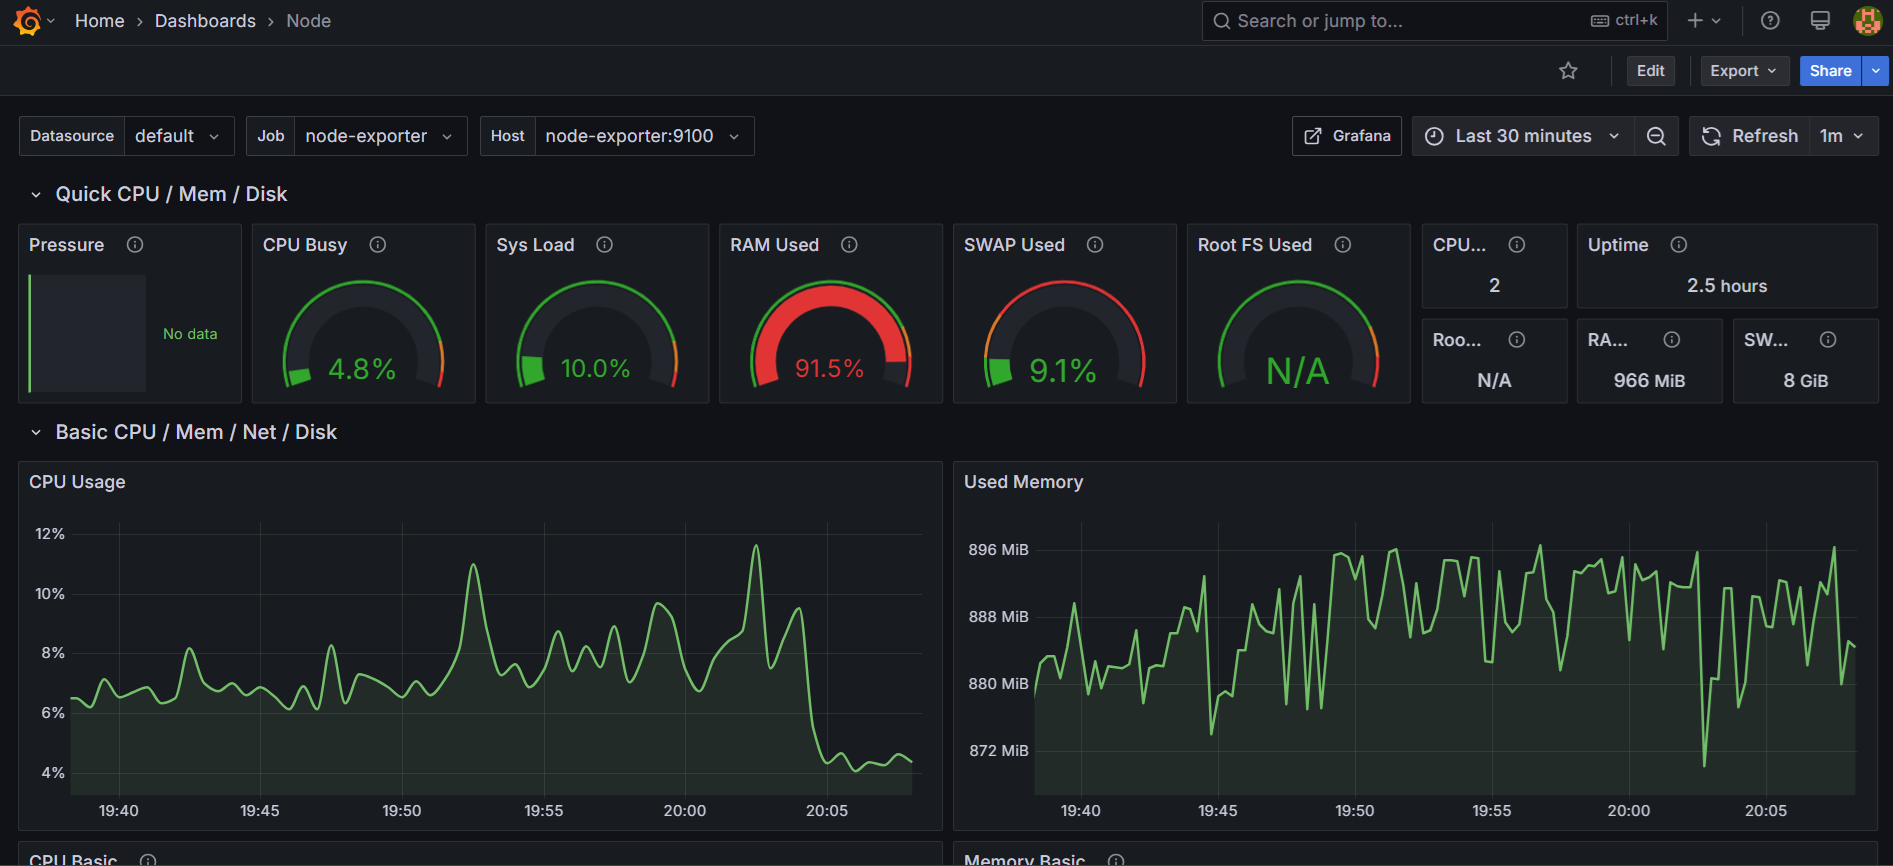 Home › Dashboards › Node
Search or jump to... ctrl+k
Edit Export Share
Datasource default Job node-exporter Host node-exporter:9100 Grafana Last 30 minutes Refresh 1m
Quick CPU / Mem / Disk
Pressure
No data
CPU Busy
4.8%
Sys Load
10.0%
RAM Used
91.5%
SWAP Used
9.1%
Root FS Used
N/A
CPU...
2
Uptime
2.5 hours
Roo...
N/A
RA...
966 MiB
SW...
8 GiB
Basic CPU / Mem / Net / Disk
CPU Usage
12%
10%
8%
6%
4%
19:40 19:45 19:50 19:55 20:00 20:05
Used Memory
896 MiB
888 MiB
880 MiB
872 MiB
19:40 19:45 19:50 19:55 20:00 20:05
CPU Basic
Memory Basic